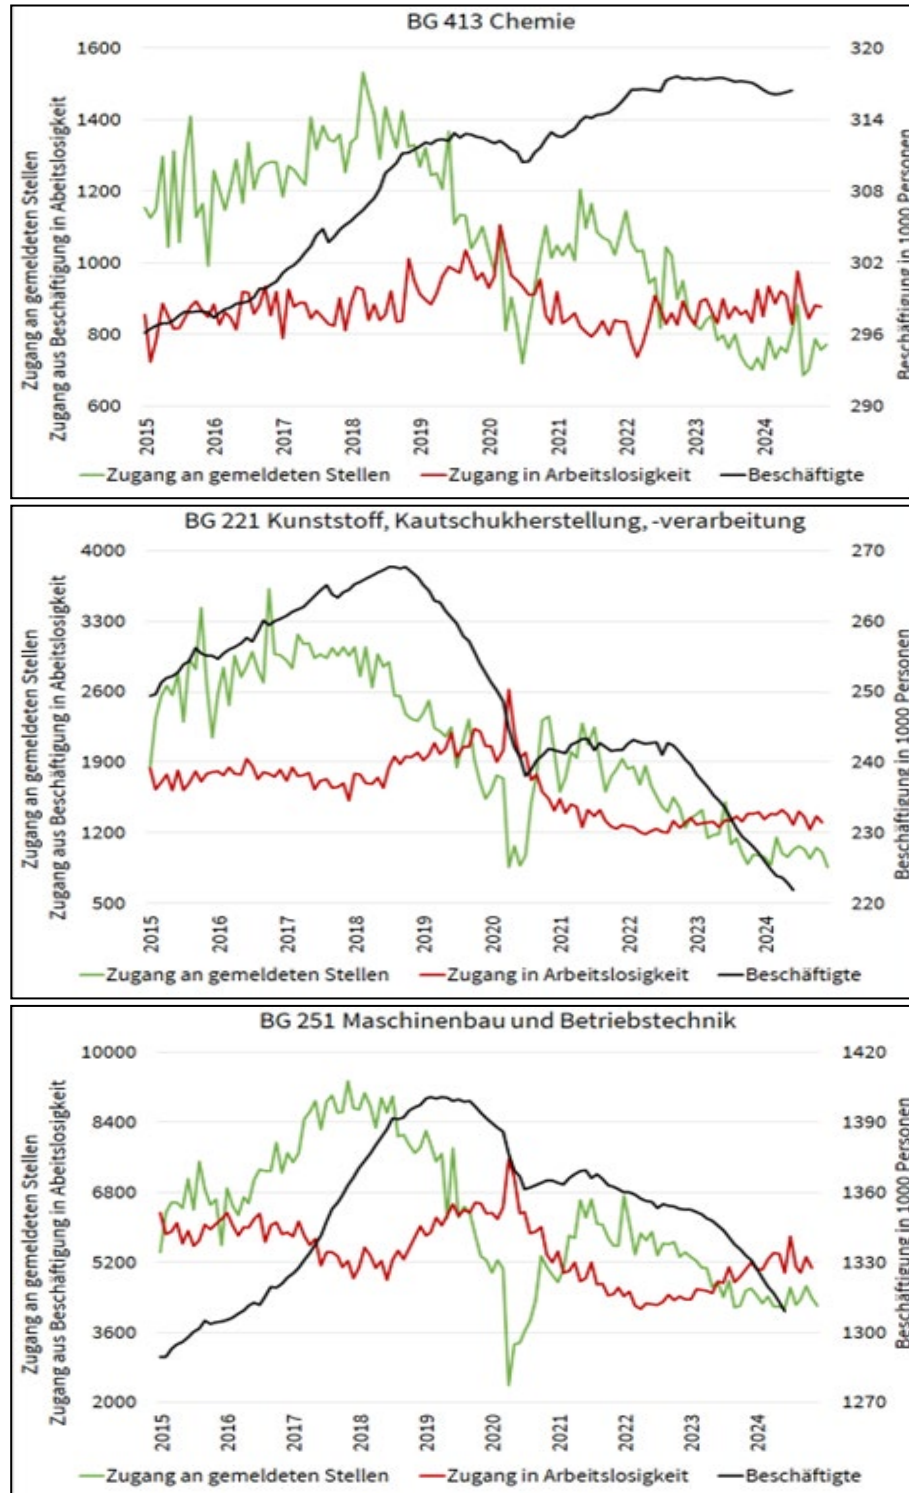 BG 413 Chemie
Zugang an gemeldeten Stellen
Zugang aus Beschäftigung in Abeitslosigkeit
1600
1400
1200
1000
800
600
320
314
308
302
296
290
Beschäftigung in 1000 Personen
2015 2016 2017 2018 2019 2020 2021 2022 2023 2024
Zugang an gemeldeten Stellen Zugang in Arbeitslosigkeit Beschäftigte
BG 221 Kunststoff, Kautschukherstellung, -verarbeitung
Zugang an gemeldeten Stellen
Zugang aus Beschäftigung in Abeitslosigkeit
4000
3300
2600
1900
1200
500
270
260
250
240
230
220
Beschäftigung in 1000 Personen
2015 2016 2017 2018 2019 2020 2021 2022 2023 2024
Zugang an gemeldeten Stellen Zugang in Arbeitslosigkeit Beschäftigte
BG 251 Maschinenbau und Betriebstechnik
Zugang an gemeldeten Stellen
Zugang aus Beschäftigung in Abeitslosigkeit
10000
8400
6800
5200
3600
2000
1420
1390
1360
1330
1300
1270
Beschäftigung in 1000 Personen
2015 2016 2017 2018 2019 2020 2021 2022 2023 2024
Zugang an gemeldeten Stellen Zugang in Arbeitslosigkeit Beschäftigte